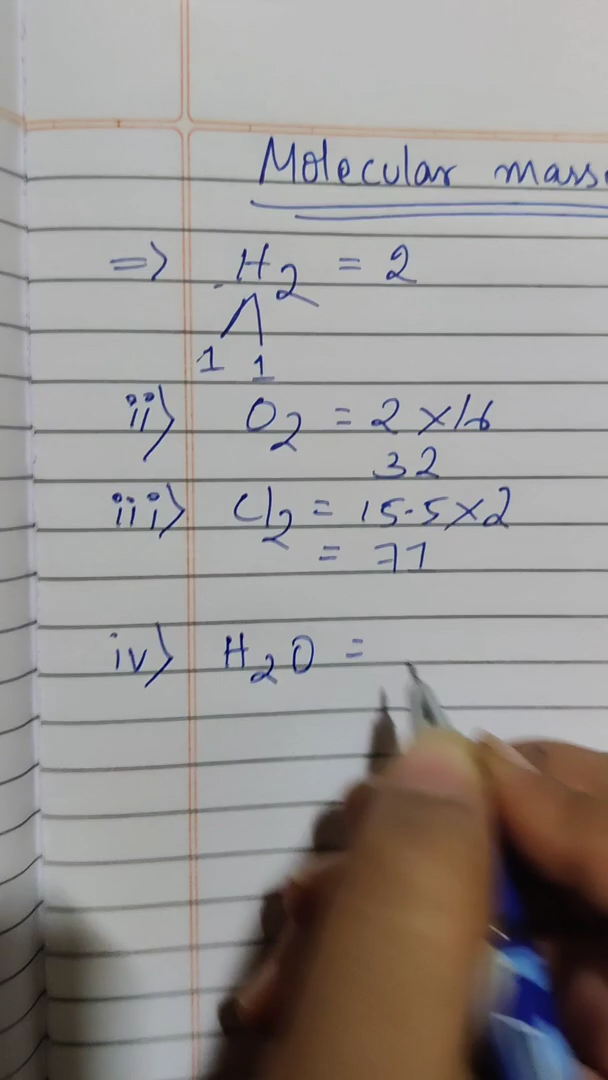 Molecular mass
=> H2 = 2
1 1
ii) O2 = 2 × 16
32
iii) Cl2 = 15.5 × 2
= 71
iv) H2O =